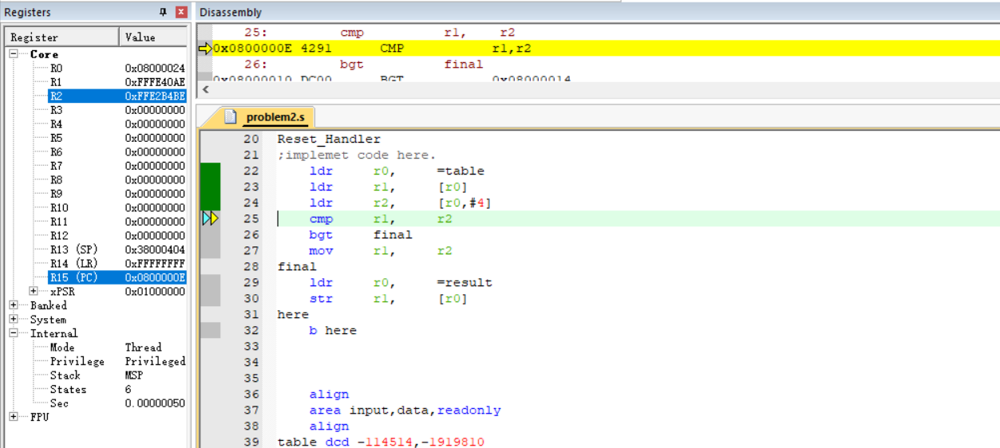 Registers
Register Value
Core
R0 0x08000024
R1 0xFFFE40AE
R2 0xFFE2B4BE
R3 0x00000000
R4 0x00000000
R5 0x00000000
R6 0x00000000
R7 0x00000000
R8 0x00000000
R9 0x00000000
R10 0x00000000
R11 0x00000000
R12 0x00000000
R13 (SP) 0x38000404
R14 (LR) 0xFFFFFFFF
R15 (PC) 0x0800000E
xPSR 0x01000000
Banked
System
Internal
Mode Thread
Privilege Privileged
Stack MSP
States 6
Sec 0.00000050
FPU
Disassembly
25: cmp r1, r2
0x0800000E 4291 CMP r1,r2
26: bgt final
0x08000010 DC00 BGT 0x08000014
problem2.s
20 Reset_Handler
21 ;implemet code here.
22 ldr r0, =table
23 ldr r1, [r0]
24 ldr r2, [r0,#4]
25 cmp r1, r2
26 bgt final
27 mov r1, r2
28 final
29 ldr r0, =result
30 str r1, [r0]
31 here
32 b here
33
34
35
36 align
37 area input,data,readonly
38 align
39 table dcd -114514,-1919810